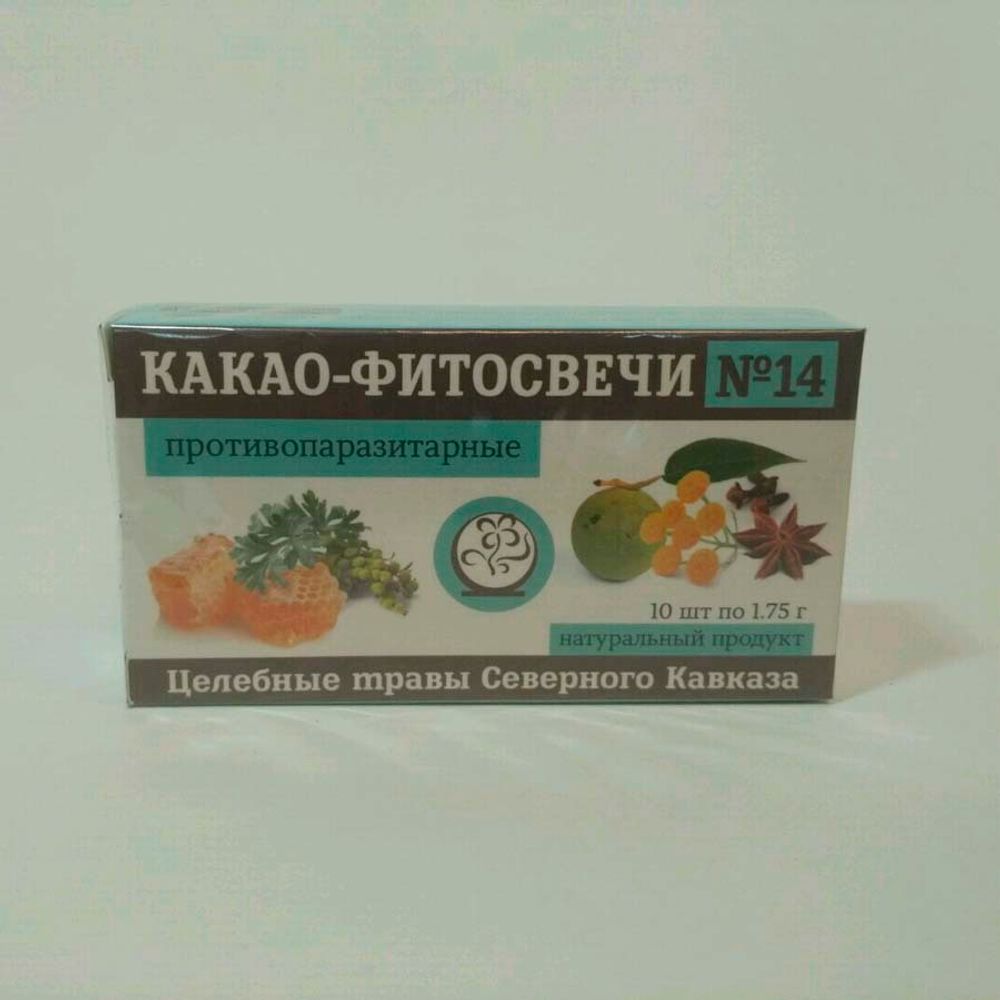 КАКАО-ФИТОСВЕЧИ №14
противопаразитарные
10 шт по 1.75 г
натуральный продукт
Целебные травы Северного Кавказа